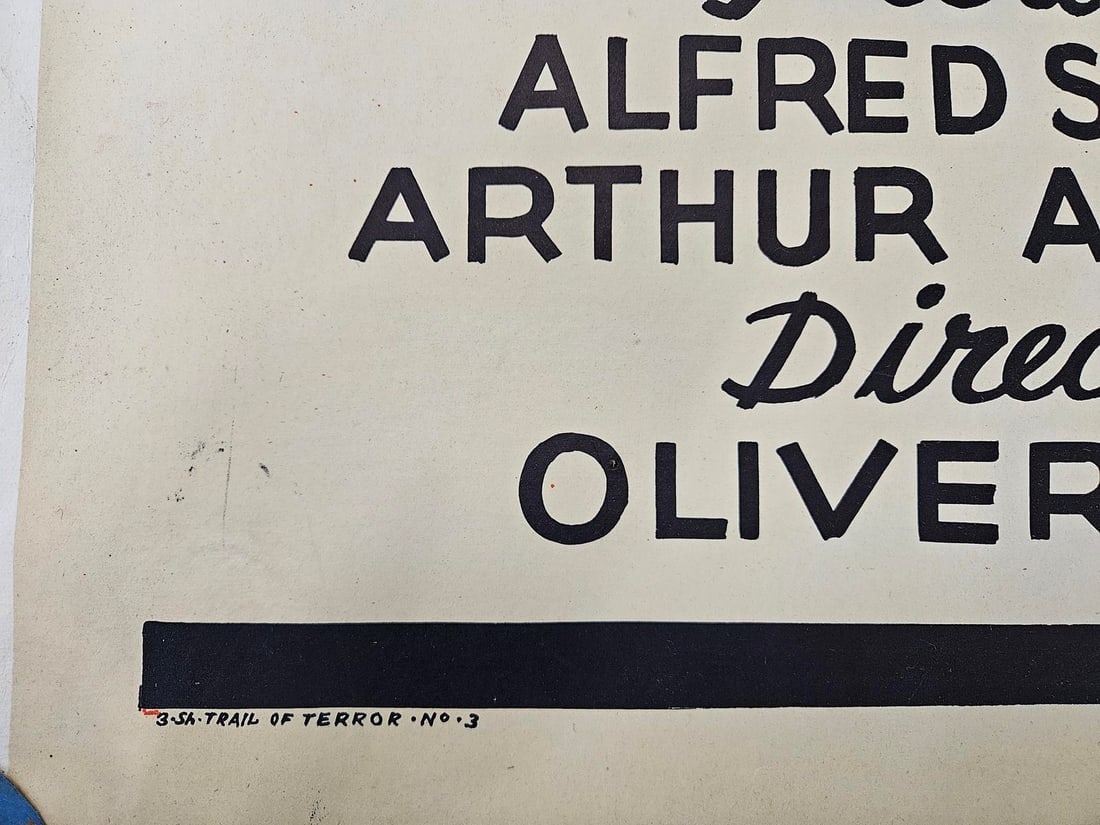 ALFRED S
ARTHUR A
Direc
OLIVER
3-Sh·TRAIL OF TERROR·No·3